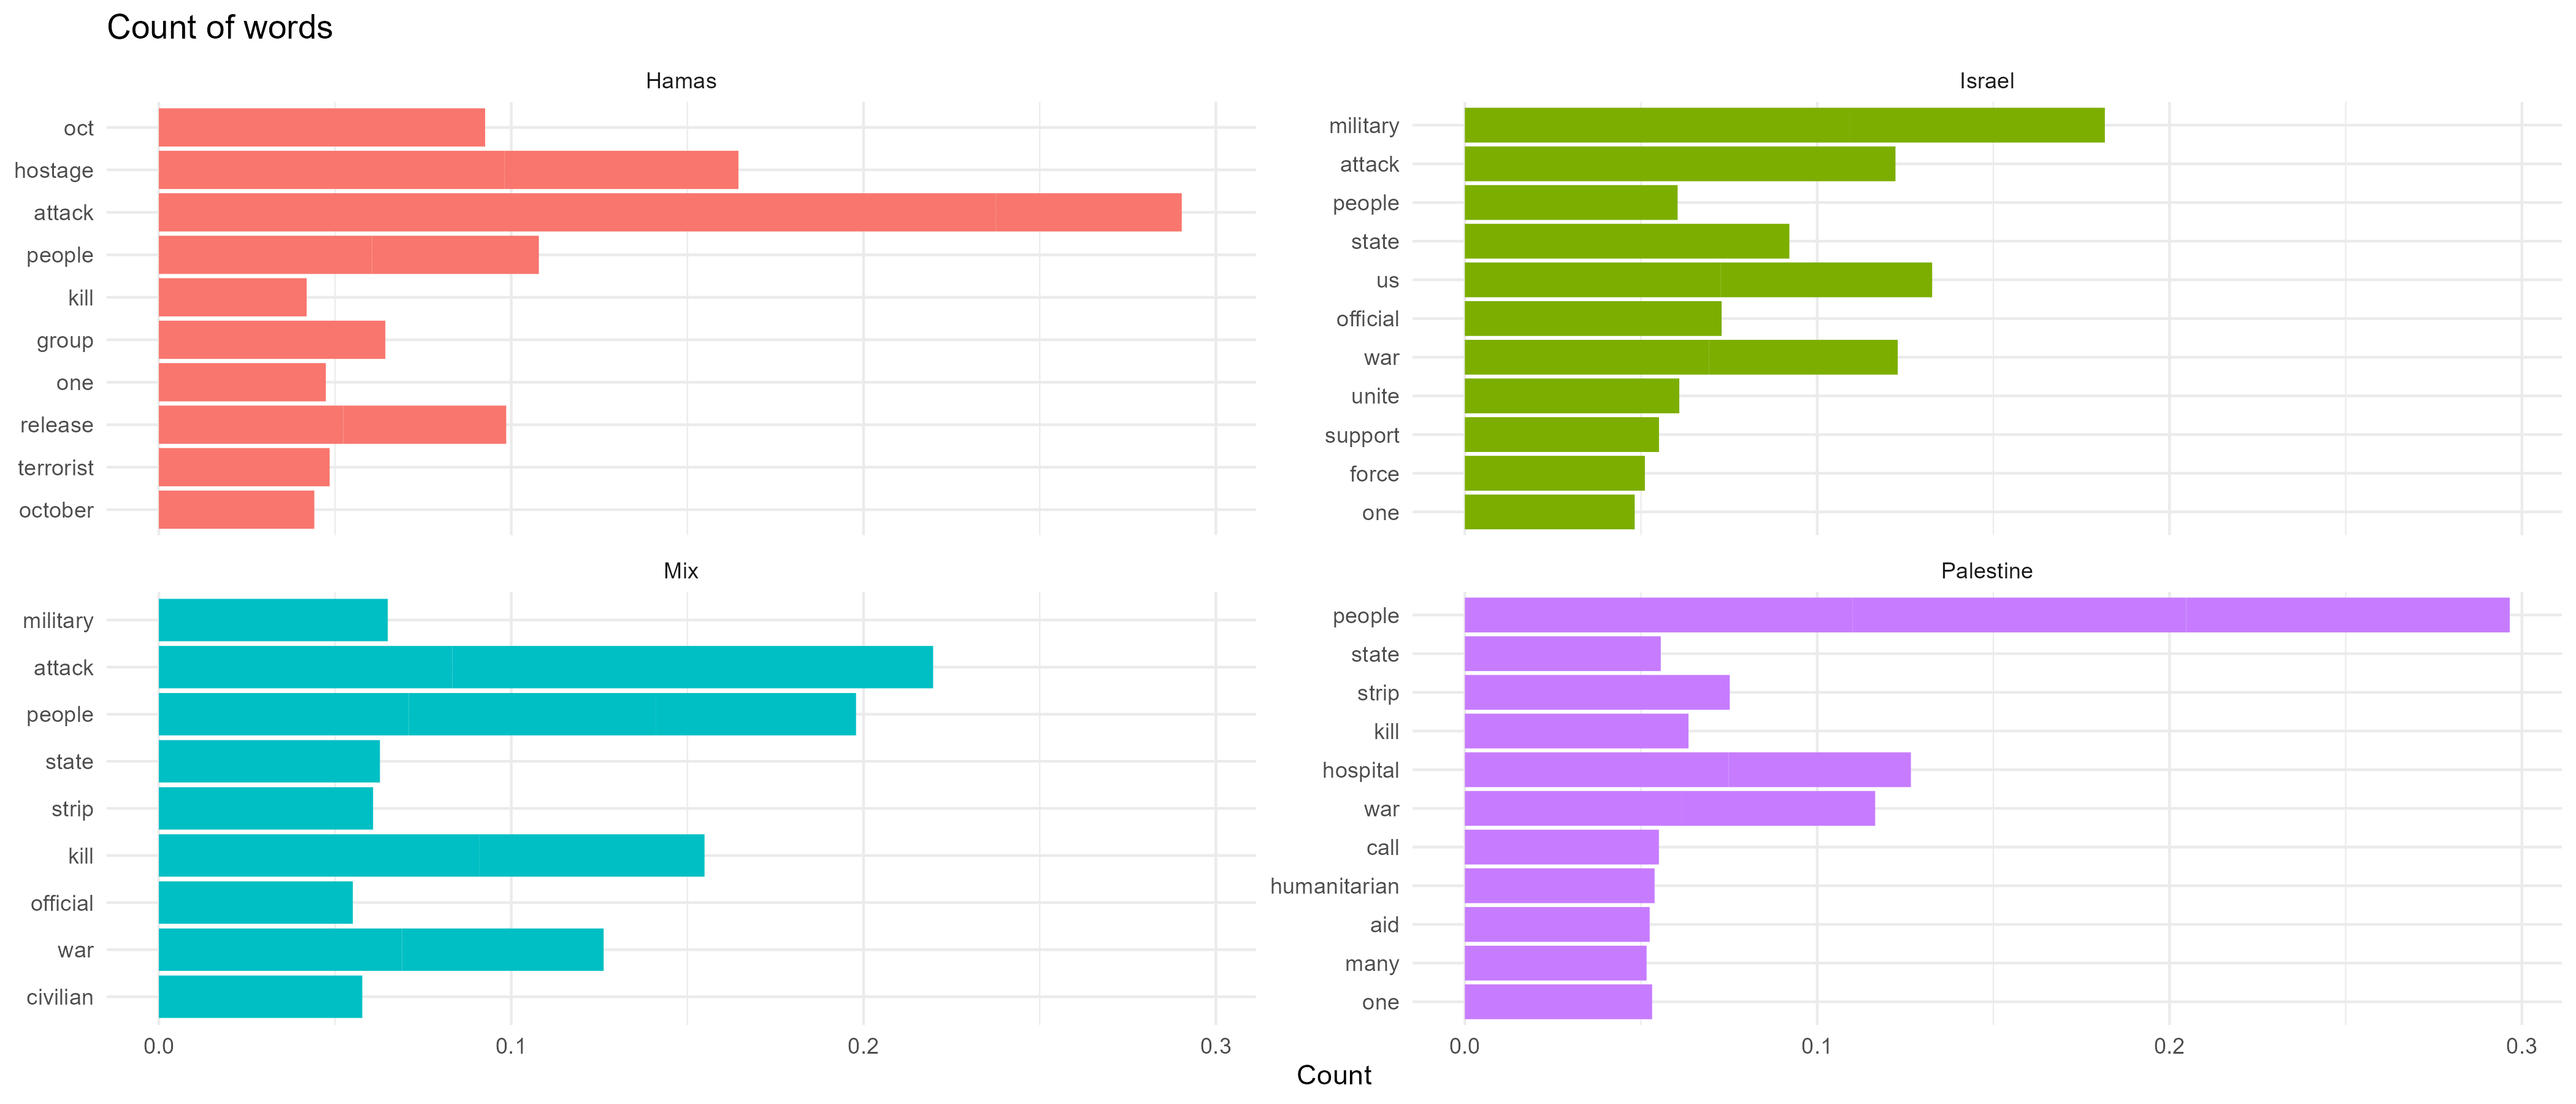 Count of words
Hamas
oct
hostage
attack
people
kill
group
one
release
terrorist
october
Israel
military
attack
people
state
us
official
war
unite
support
force
one
Mix
military
attack
people
state
strip
kill
official
war
civilian
0.0 0.1 0.2 0.3
Palestine
people
state
strip
kill
hospital
war
call
humanitarian
aid
many
one
0.0 0.1 0.2 0.3
Count